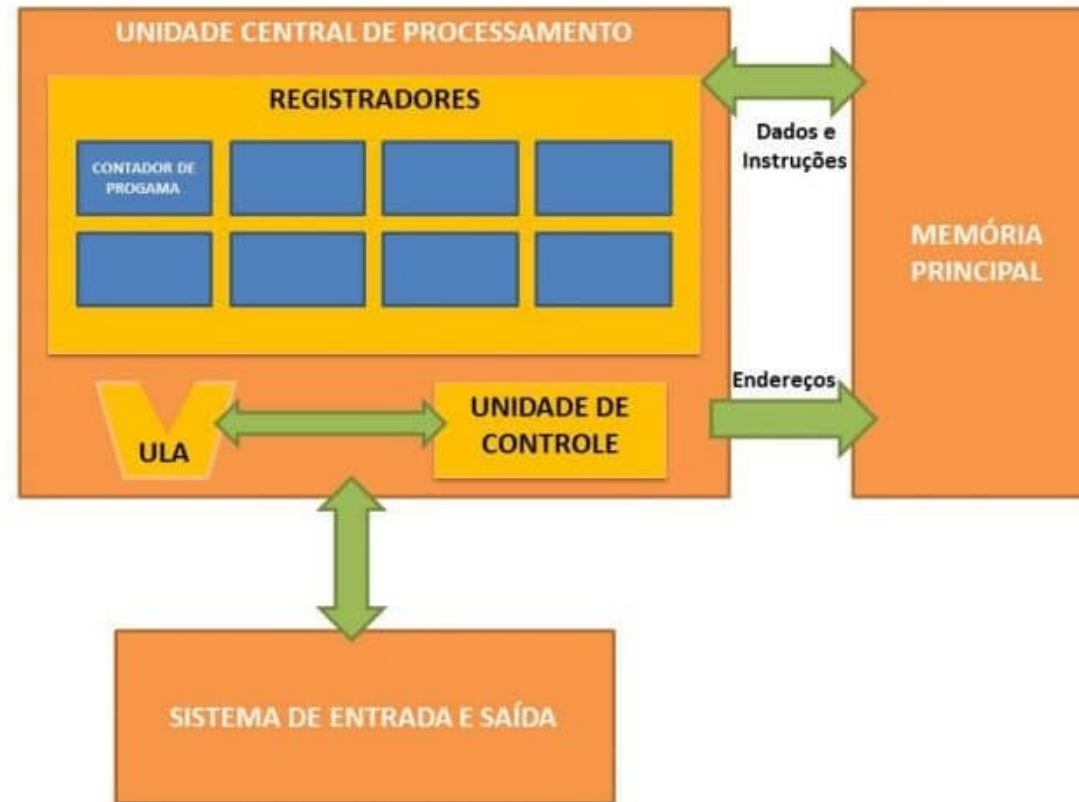 UNIDADE CENTRAL DE PROCESSAMENTO
REGISTRADORES
CONTADOR DE
PROGAMA
Dados e
Instruções
MEMÓRIA
PRINCIPAL
Endereços
ULA
UNIDADE DE
CONTROLE
SISTEMA DE ENTRADA E SAÍDA